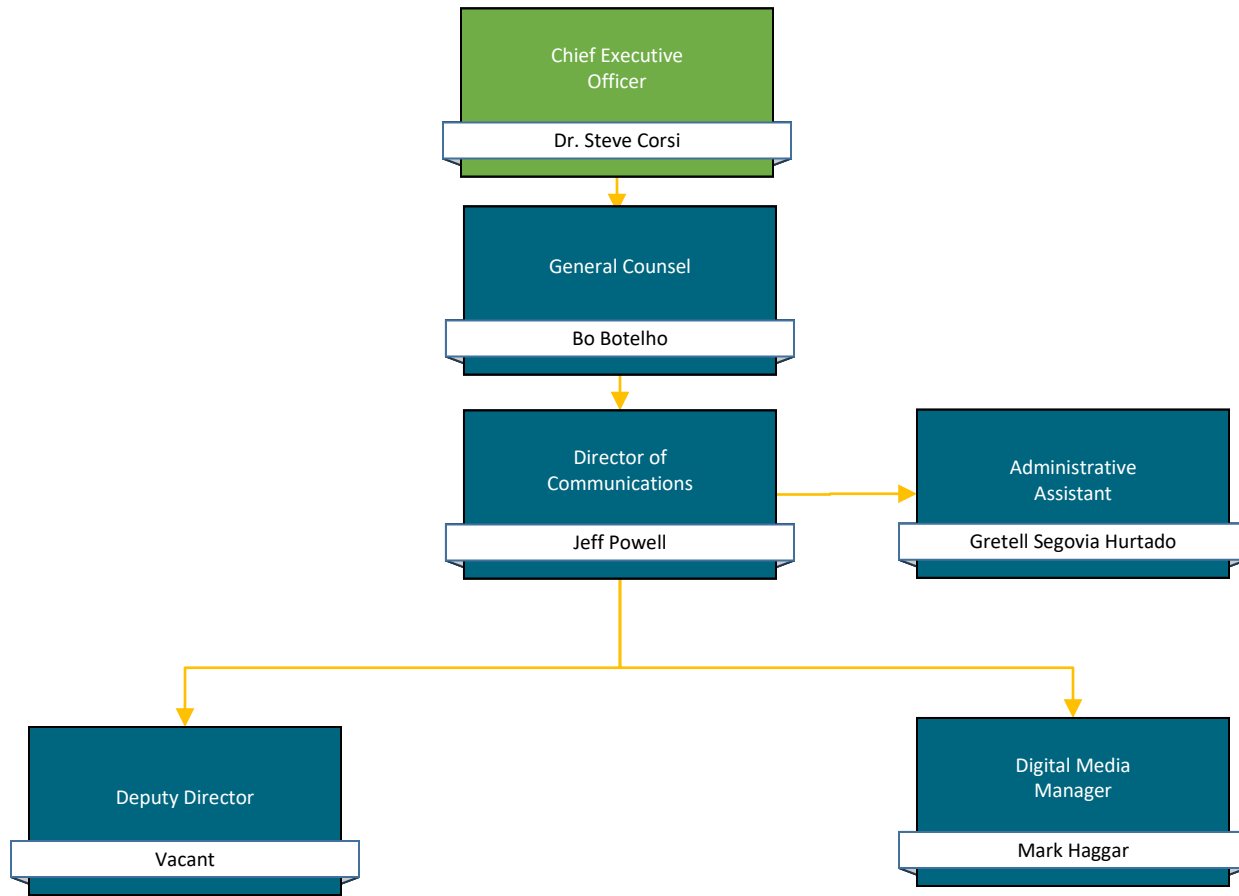 Chief Executive
Officer
Dr. Steve Corsi
General Counsel
Bo Botelho
Director of
Communications
Jeff Powell
Administrative
Assistant
Gretell Segovia Hurtado
Deputy Director
Vacant
Digital Media
Manager
Mark Haggar